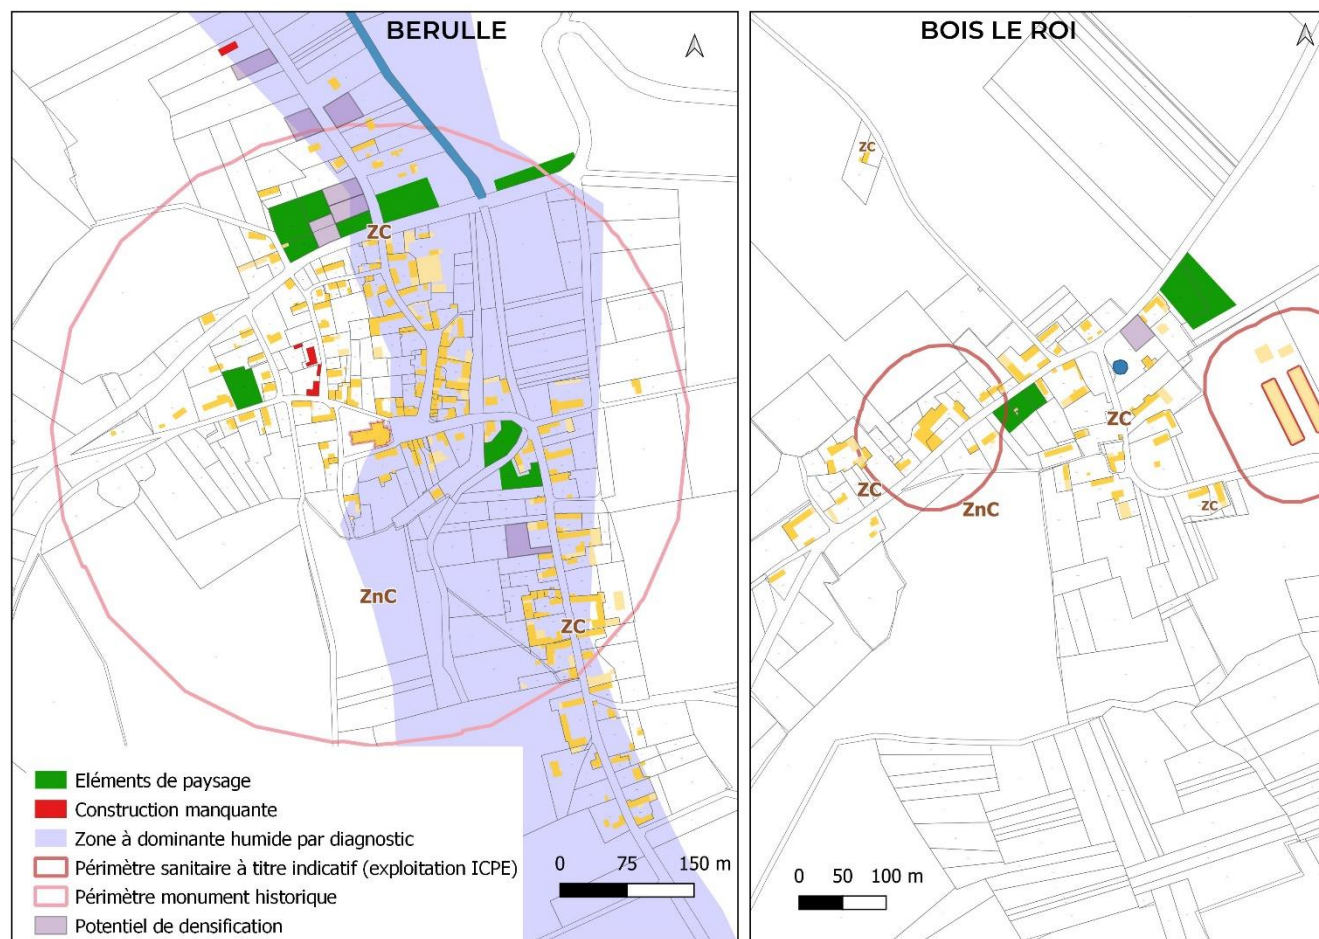 BERULLE
ZC
ZnC
ZC
Eléments de paysage
Construction manquante
Zone à dominante humide par diagnostic
Périmètre sanitaire à titre indicatif (exploitation ICPE)
Périmètre monument historique
Potentiel de densification
0 75 150 m
BOIS LE ROI
ZC
ZC
ZC
ZnC
ZC
0 50 100 m